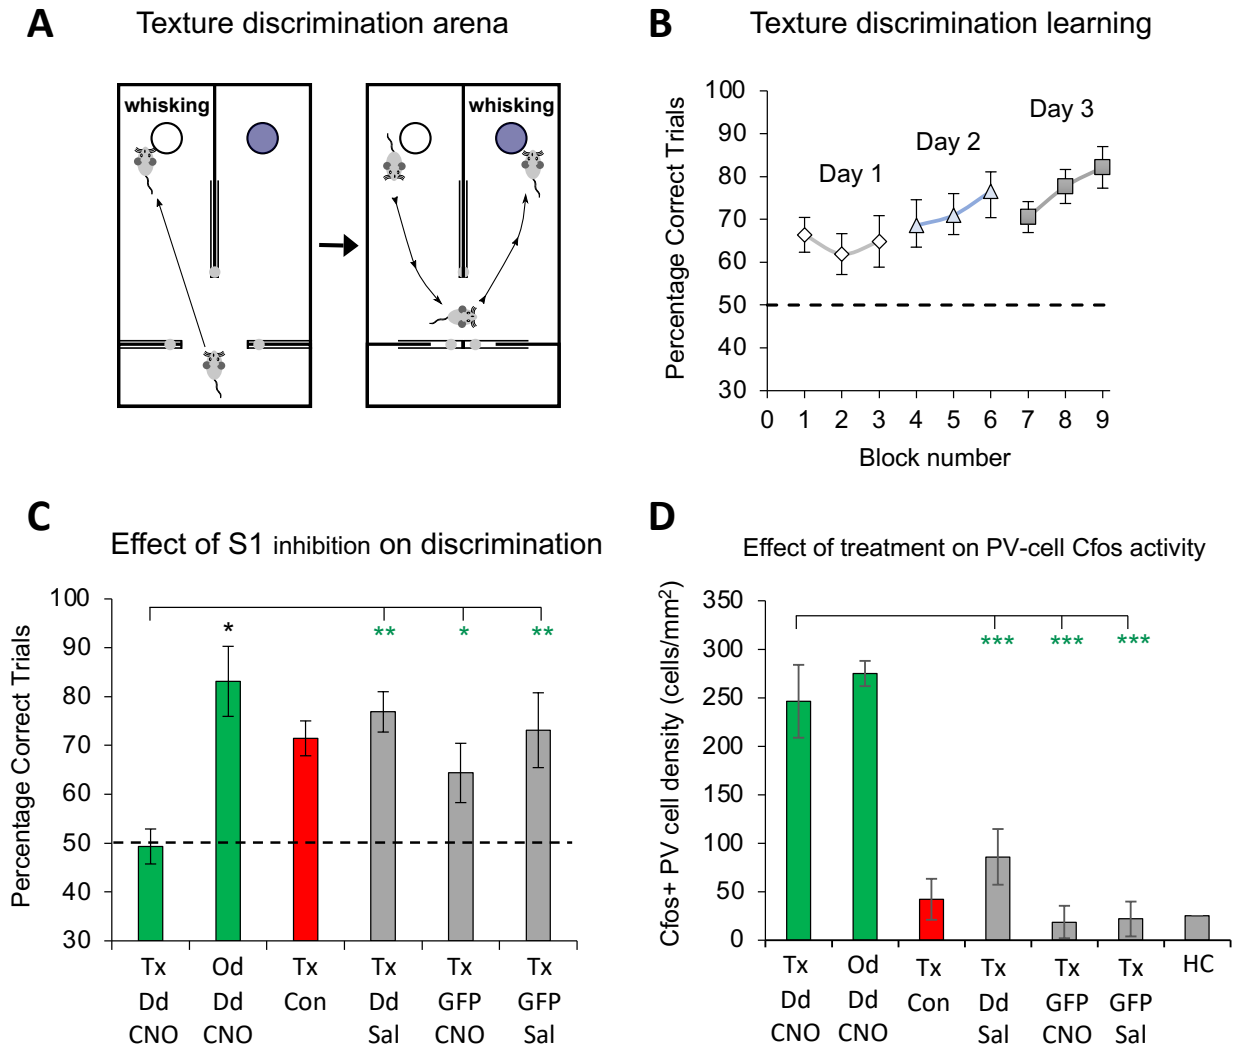 A
Texture discrimination arena
whisking
whisking
B
Texture discrimination learning
Percentage Correct Trials
100
90
80
70
60
50
40
30
Day 1
Day 2
Day 3
0 1 2 3 4 5 6 7 8 9
Block number
C
Effect of S1 inhibition on discrimination
Percentage Correct Trials
100
90
80
70
60
50
40
30
*
**
*
**
Tx Od Tx Tx Tx Tx
Dd Dd Con Dd GFP GFP
CNO CNO Sal CNO Sal
D
Effect of treatment on PV-cell Cfos activity
Cfos+ PV cell density (cells/mm²)
350
300
250
200
150
100
50
0
***
***
***
Tx Od Tx Tx Tx Tx HC
Dd Dd Con Dd GFP GFP
CNO CNO Sal CNO Sal